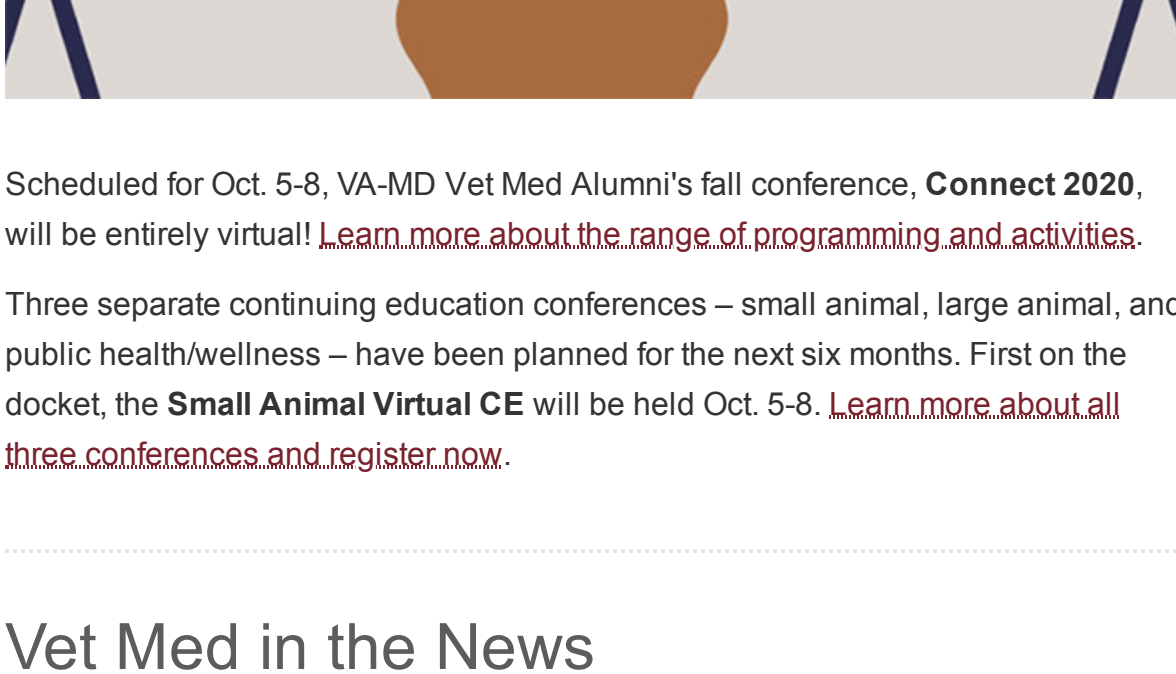 Scheduled for Oct. 5-8, VA-MD Vet Med Alumni's fall conference, Connect 2020,
will be entirely virtual! Learn more about the range of programming and activities.
Three separate continuing education conferences – small animal, large animal, and
public health/wellness – have been planned for the next six months. First on the
docket, the Small Animal Virtual CE will be held Oct. 5-8. Learn more about all
three conferences and register now.
Vet Med in the News